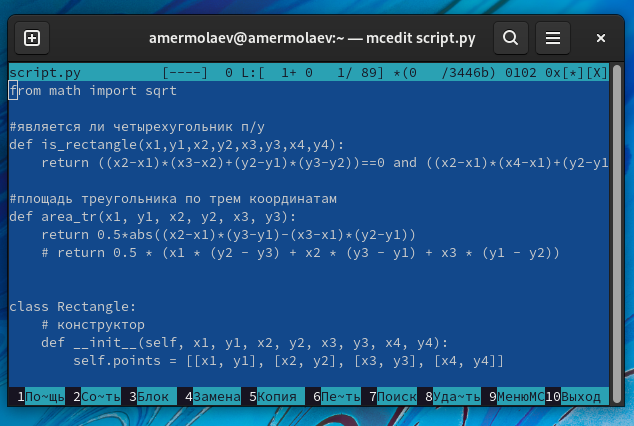 amermolaev@amermolaev:~ — mcedit script.py
script.py [----] 0 L:[ 1+ 0 1/ 89] *(0 /3446b) 0102 0x[*][X]
from math import sqrt
#является ли четырехугольник п/у
def is_rectangle(x1,y1,x2,y2,x3,y3,x4,y4):
return ((x2-x1)*(x3-x2)+(y2-y1)*(y3-y2))==0 and ((x2-x1)*(x4-x1)+(y2-y1
#площадь треугольника по трем координатам
def area_tr(x1, y1, x2, y2, x3, y3):
return 0.5*abs((x2-x1)*(y3-y1)-(x3-x1)*(y2-y1))
# return 0.5 * (x1 * (y2 - y3) + x2 * (y3 - y1) + x3 * (y1 - y2))
class Rectangle:
# конструктор
def __init__(self, x1, y1, x2, y2, x3, y3, x4, y4):
self.points = [[x1, y1], [x2, y2], [x3, y3], [x4, y4]]
1По~щь 2Со~ть 3Блок 4Замена 5Копия 6Пе~ть 7Поиск 8Уда~ть 9МенюMC 10Выход